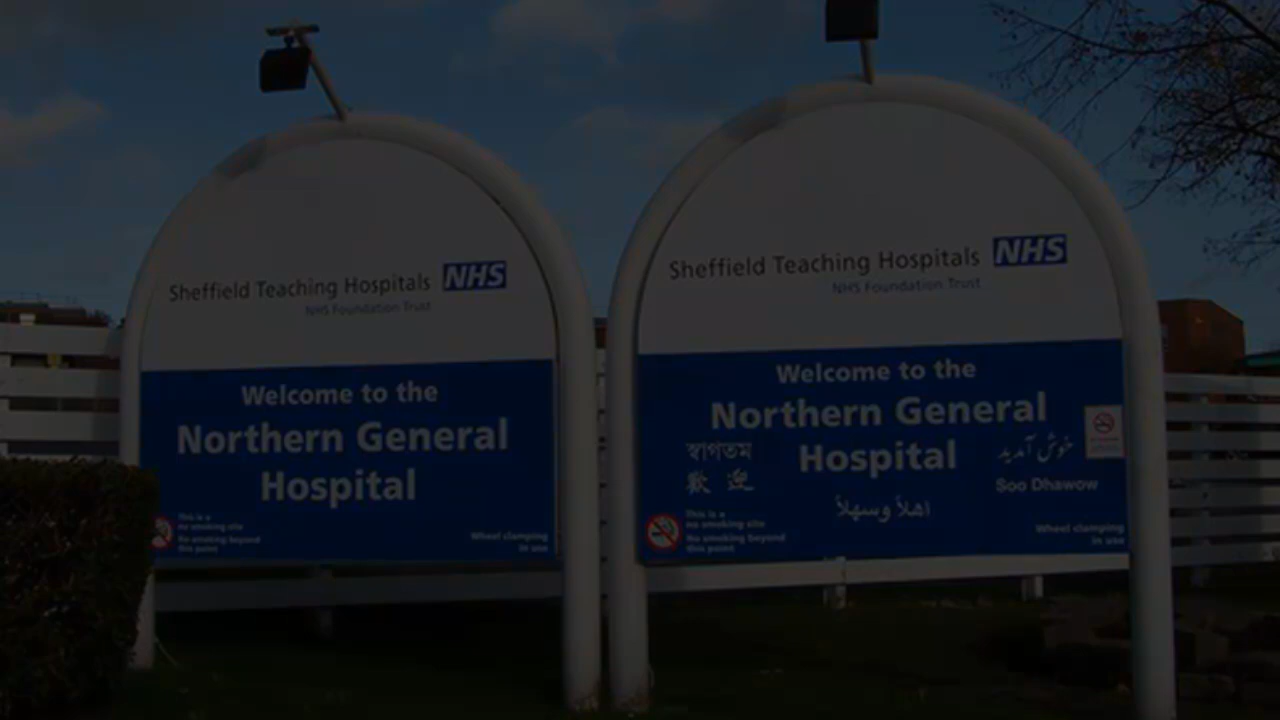 Sheffield Teaching Hospitals NHS
NHS Foundation Trust
Welcome to the
Northern General
Hospital
This is a
no smoking site
No smoking beyond
this point
Wheel clamping
in use
Sheffield Teaching Hospitals NHS
NHS Foundation Trust
Welcome to the
Northern General
Hospital
স্বাগতম
歡 迎
خوش آمدید
Soo Dhawow
اهلاً وسهلاً
This is a
no smoking site
No smoking beyond
this point
Wheel clamping
in use